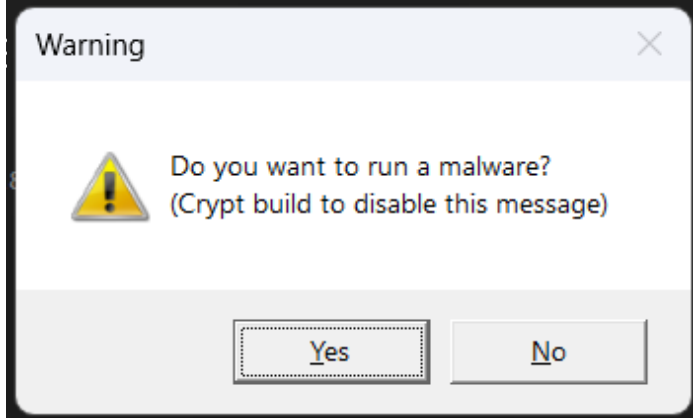 Warning
Do you want to run a malware?
(Crypt build to disable this message)
Yes
No